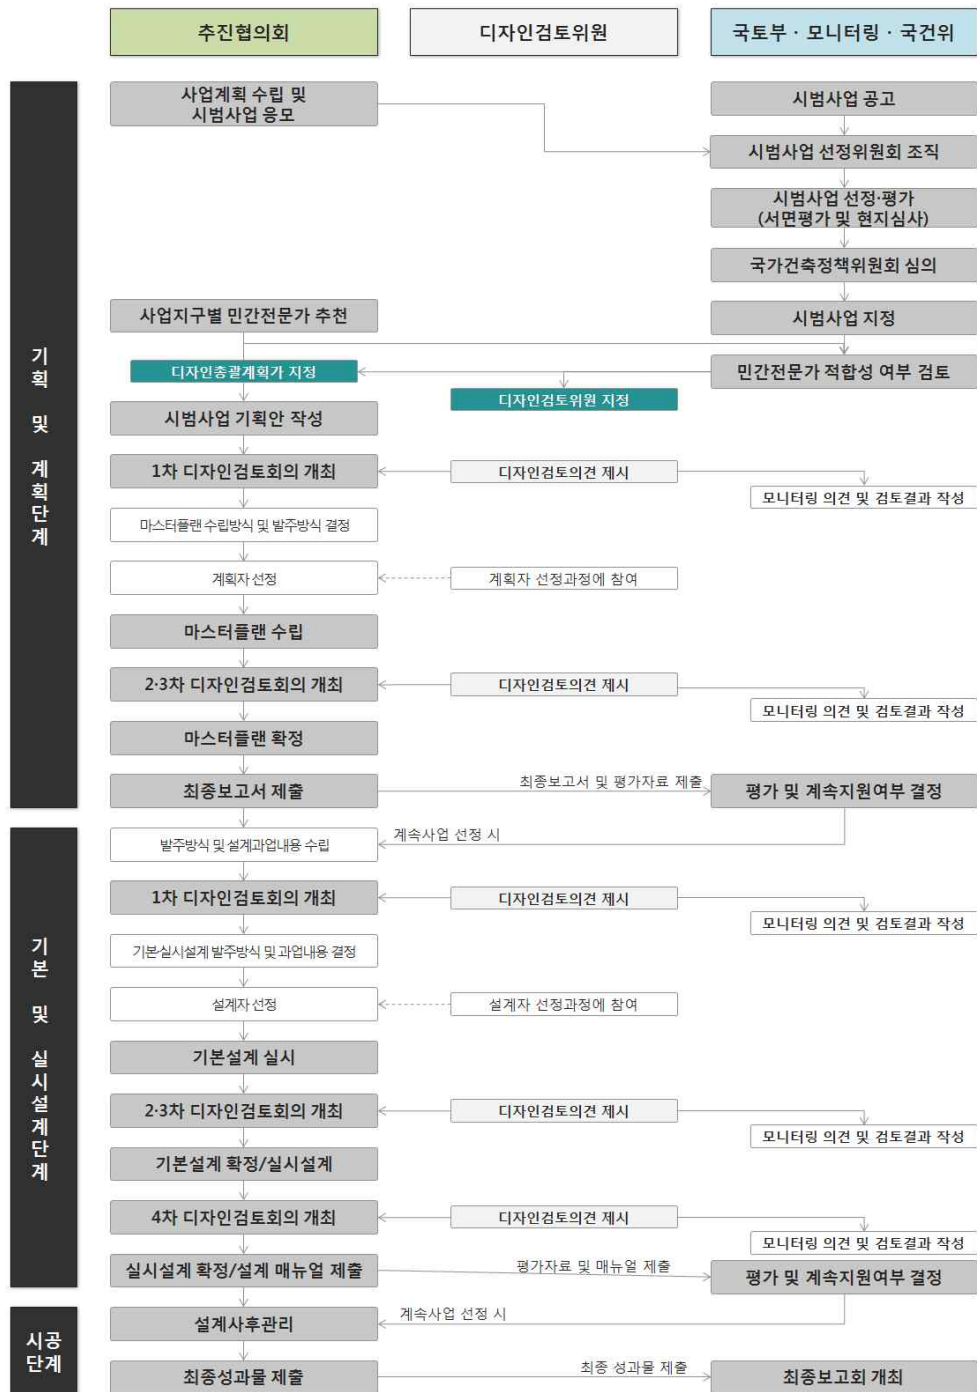 추진협의회
디자인검토위원
국토부 · 모니터링 · 국건위
기획 및 계획단계
사업계획 수립 및
시범사업 응모
시범사업 공고
시범사업 선정위원회 조직
시범사업 선정·평가
(서면평가 및 현지심사)
국가건축정책위원회 심의
사업지구별 민간전문가 추천
시범사업 지정
디자인총괄계획가 지정
민간전문가 적합성 여부 검토
디자인검토위원 지정
시범사업 기획안 작성
1차 디자인검토회의 개최
디자인검토의견 제시
모니터링 의견 및 검토결과 작성
마스터플랜 수립방식 및 발주방식 결정
계획자 선정
계획자 선정과정에 참여
마스터플랜 수립
2·3차 디자인검토회의 개최
디자인검토의견 제시
모니터링 의견 및 검토결과 작성
마스터플랜 확정
최종보고서 제출
최종보고서 및 평가자료 제출
평가 및 계속지원여부 결정
기본 및 실시설계단계
계속사업 선정 시
발주방식 및 설계과업내용 수립
1차 디자인검토회의 개최
디자인검토의견 제시
모니터링 의견 및 검토결과 작성
기본·실시설계 발주방식 및 과업내용 결정
설계자 선정
설계자 선정과정에 참여
기본설계 실시
2·3차 디자인검토회의 개최
디자인검토의견 제시
모니터링 의견 및 검토결과 작성
기본설계 확정/실시설계
4차 디자인검토회의 개최
디자인검토의견 제시
모니터링 의견 및 검토결과 작성
실시설계 확정/설계 매뉴얼 제출
평가자료 및 매뉴얼 제출
평가 및 계속지원여부 결정
시공
단계
계속사업 선정 시
설계사후관리
최종성과물 제출
최종 성과물 제출
최종보고회 개최